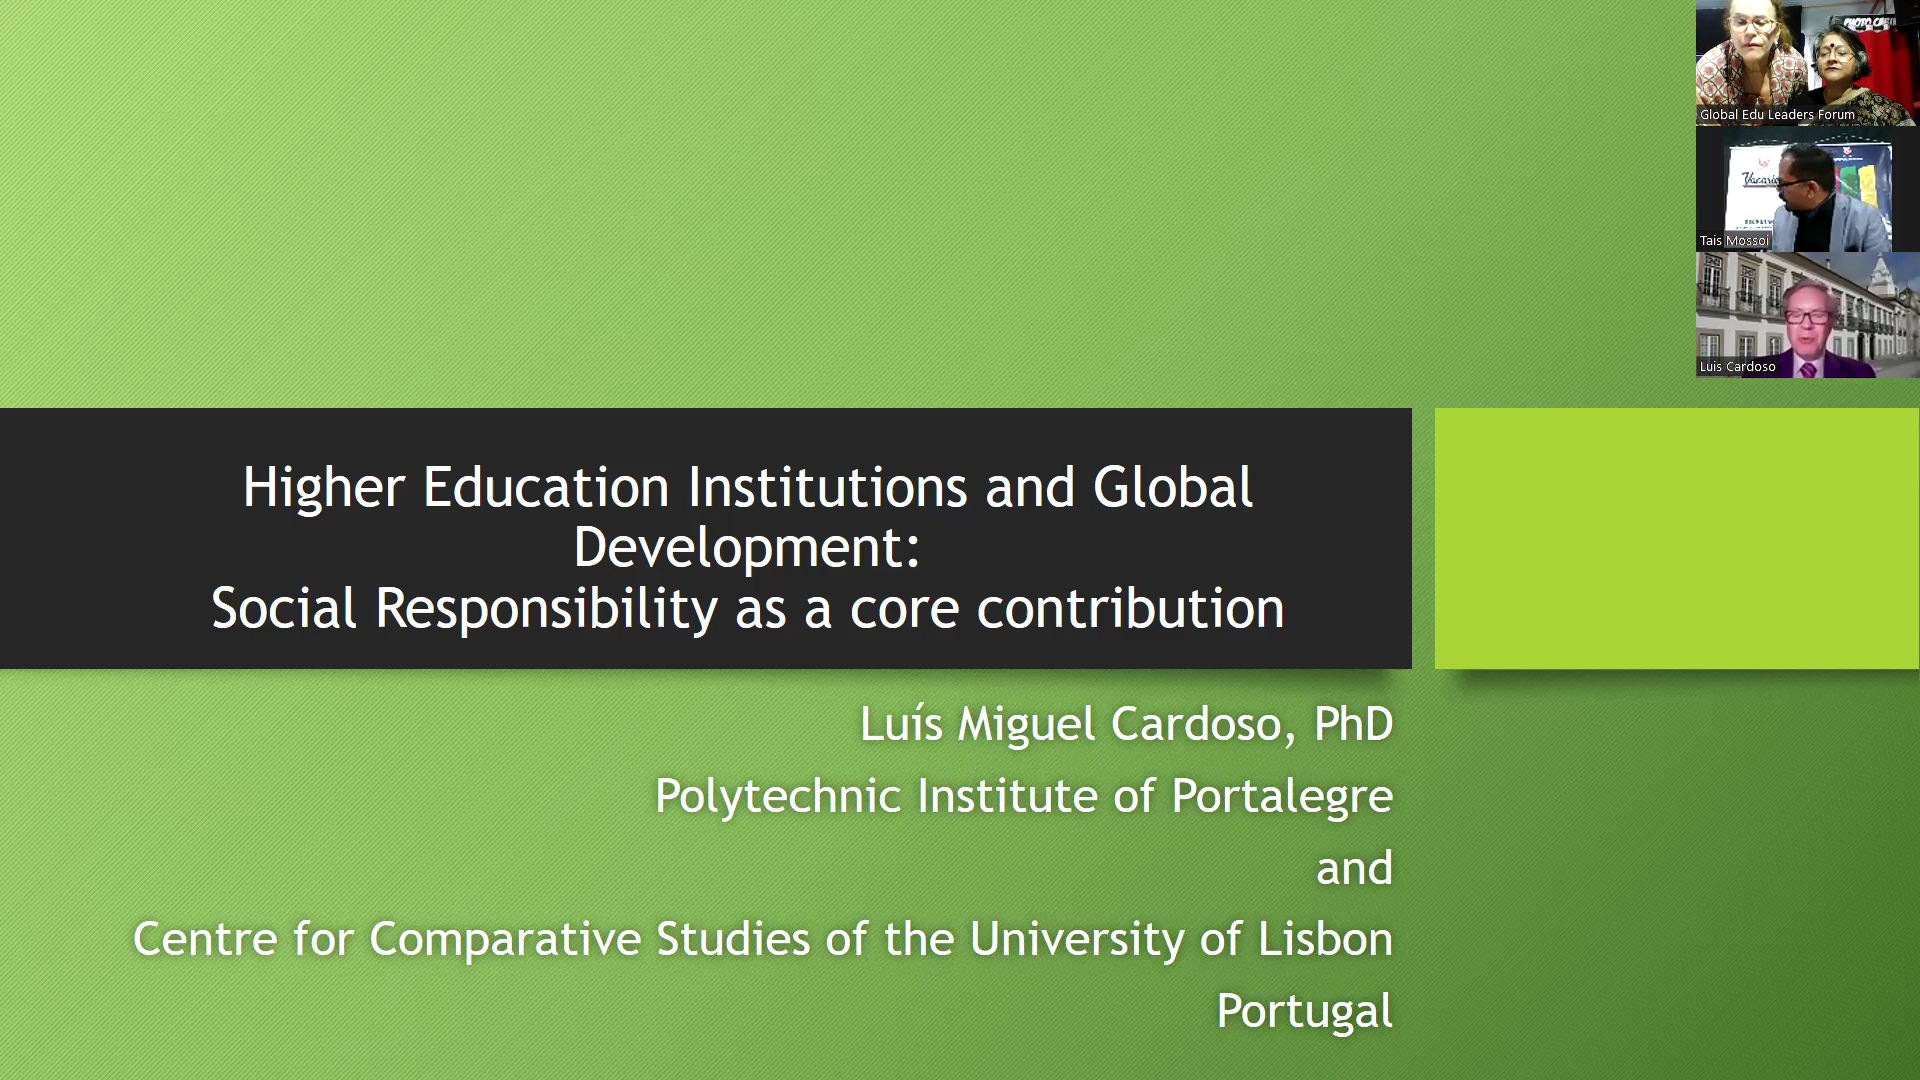 Higher Education Institutions and Global
Development:
Social Responsibility as a core contribution
Luís Miguel Cardoso, PhD
Polytechnic Institute of Portalegre
and
Centre for Comparative Studies of the University of Lisbon
Portugal
Global Edu Leaders Forum
Tais Mossoi
Luis Cardoso